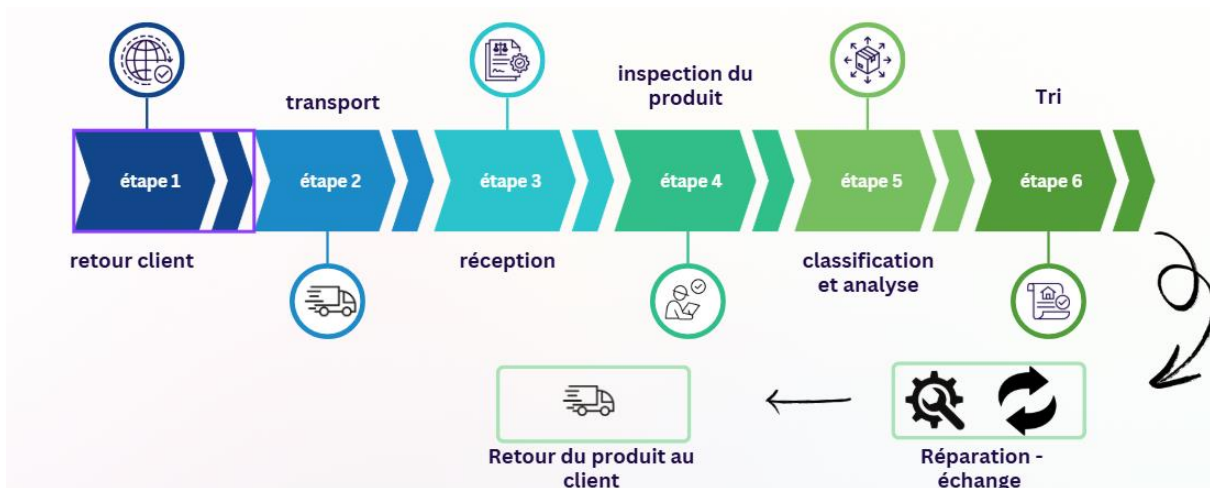 transport
inspection du
produit
Tri
étape 1
étape 2
étape 3
étape 4
étape 5
étape 6
retour client
réception
classification
et analyse
Retour du produit au
client
Réparation -
échange